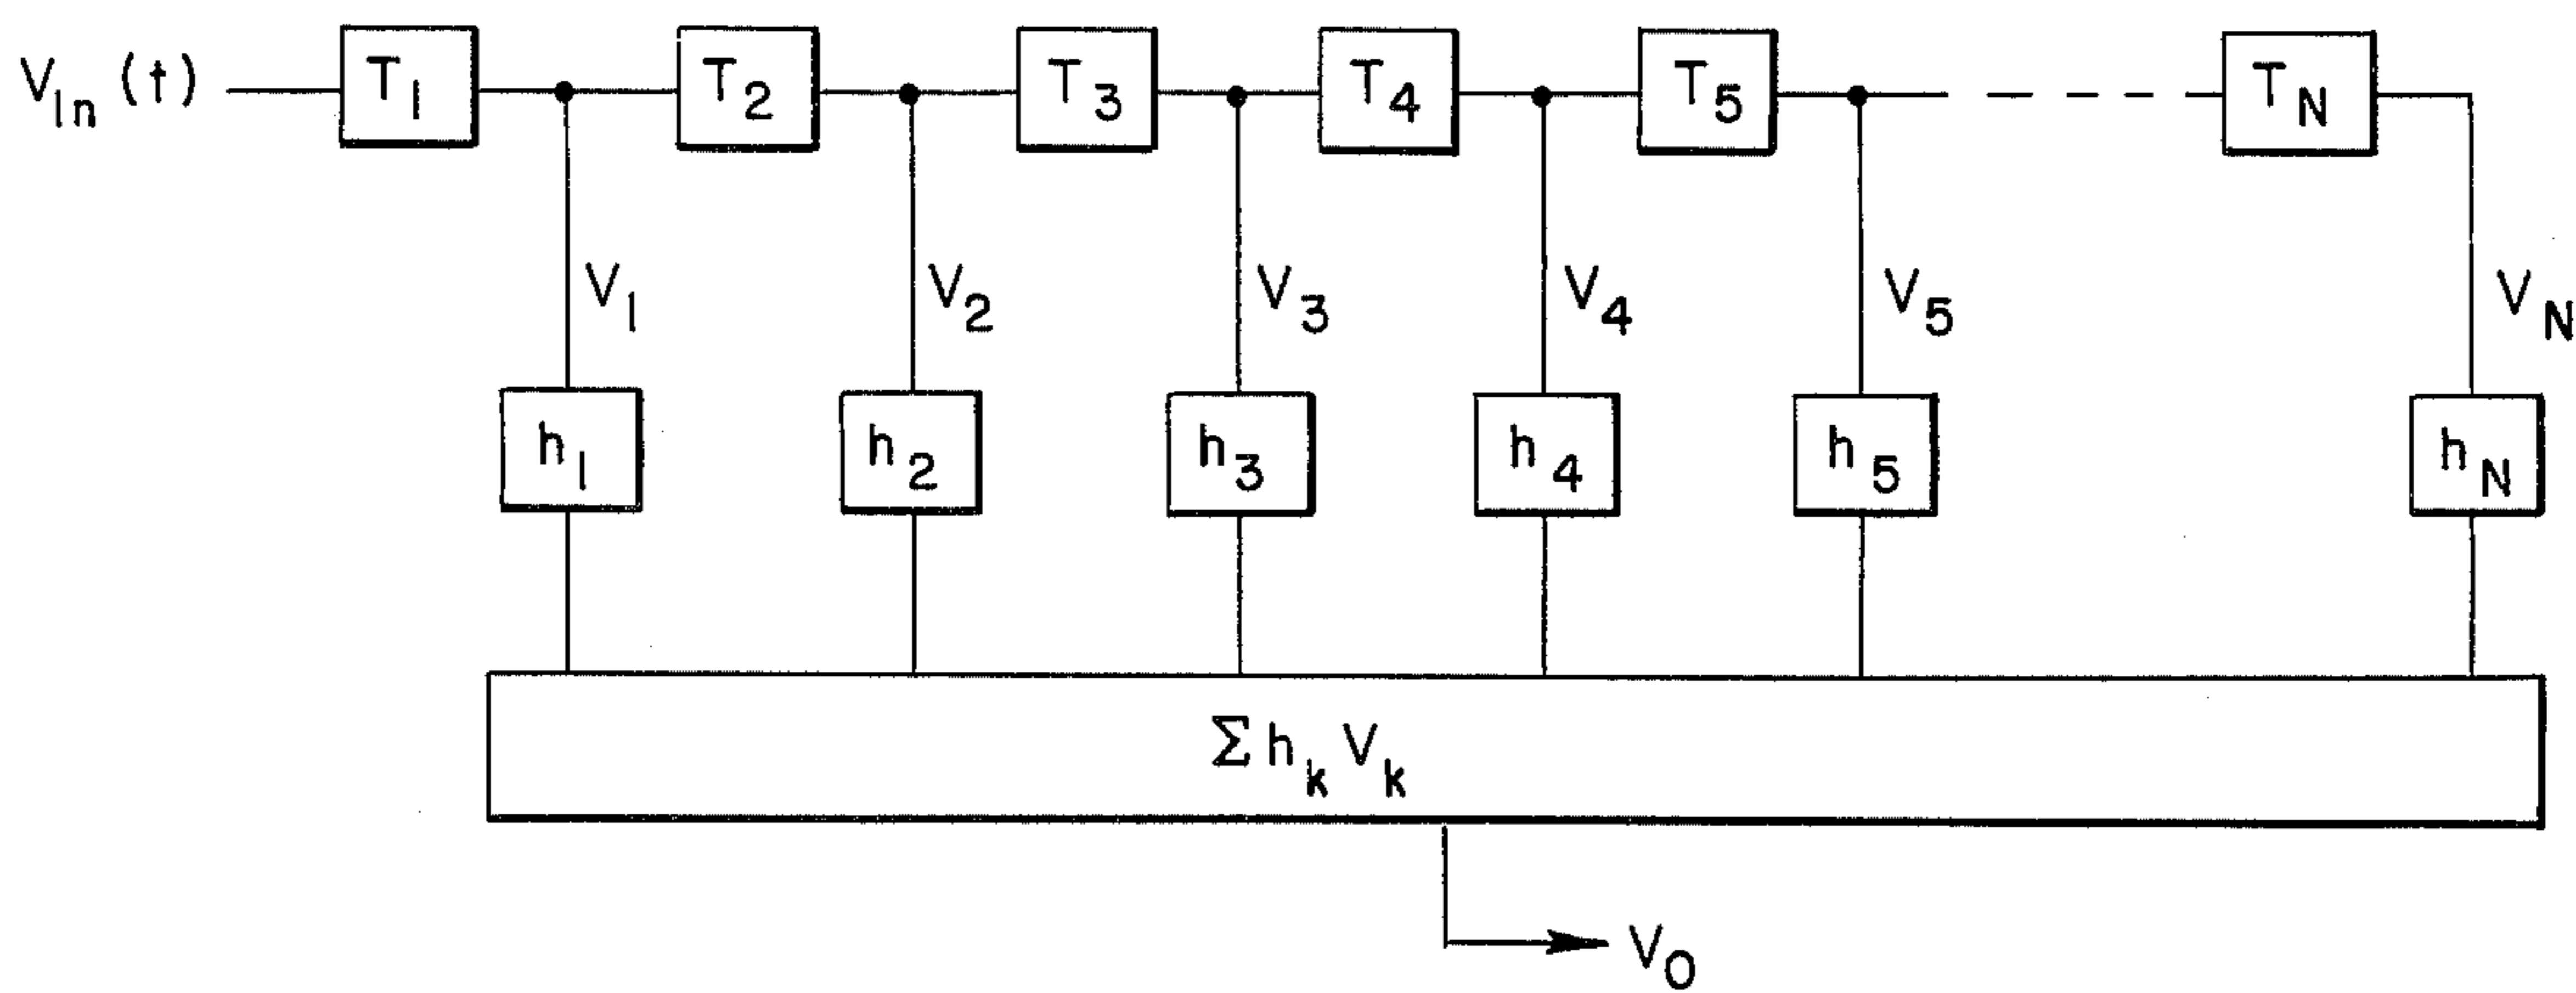 V_In (t) T_1 T_2 T_3 T_4 T_5 T_N
V_1 V_2 V_3 V_4 V_5 V_N
h_1 h_2 h_3 h_4 h_5 h_N
Σ h_k V_k
V_O